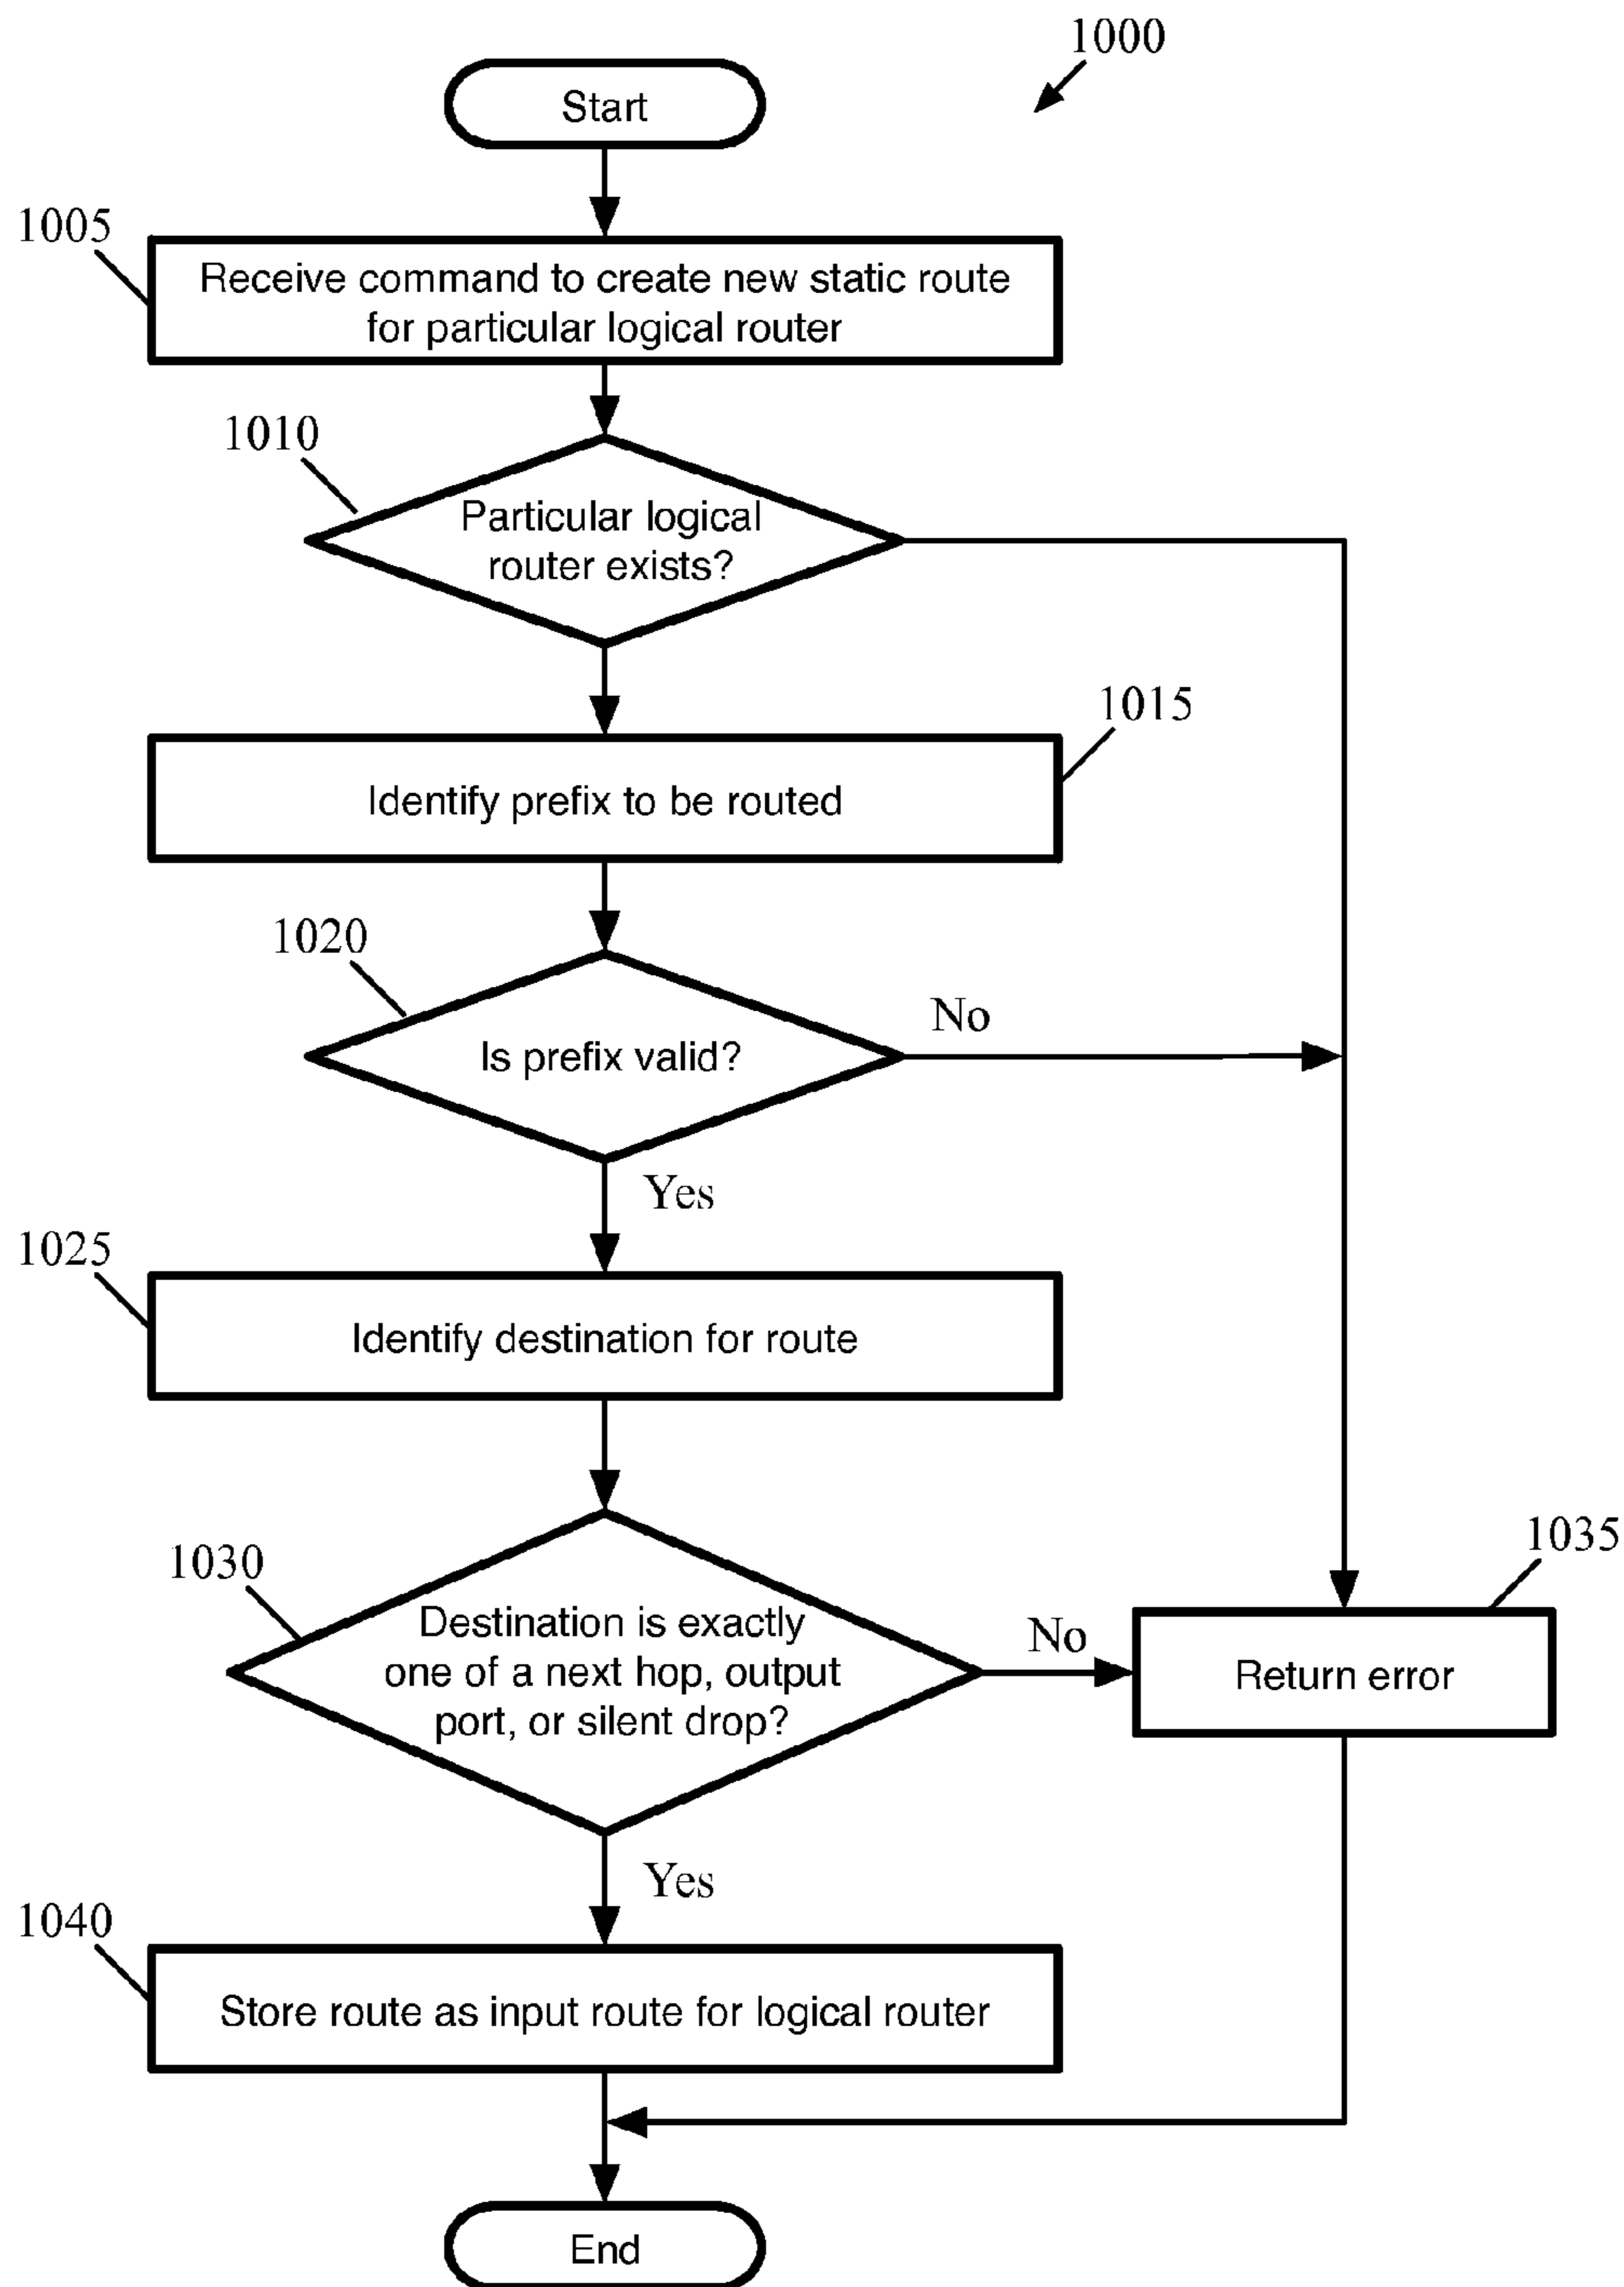 1000
Start
1005
Receive command to create new static route
for particular logical router
1010
Particular logical
router exists?
1015
Identify prefix to be routed
1020
Is prefix valid?
No
Yes
1025
Identify destination for route
1030
Destination is exactly
one of a next hop, output
port, or silent drop?
No
1035
Return error
Yes
1040
Store route as input route for logical router
End